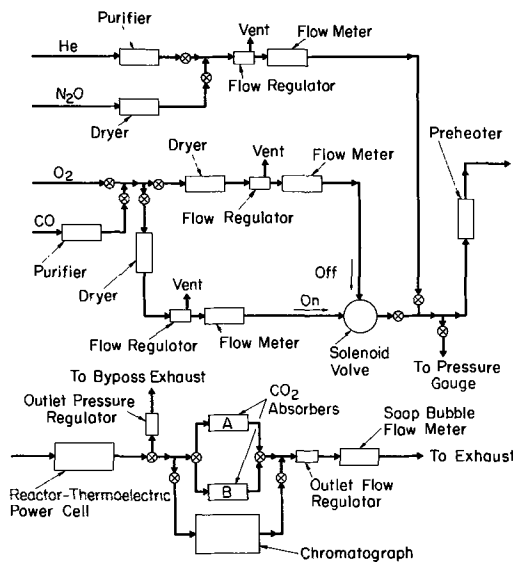 Purifier
He
Vent
Flow Meter
Flow Regulator
N2O
Dryer
Preheater
O2
Dryer
Vent
Flow Meter
Flow Regulator
CO
Purifier
Dryer
Off
On
Vent
Flow Regulator
Flow Meter
Solenoid
Valve
To Pressure
Gauge
To Bypass Exhaust
Outlet Pressure
Regulator
CO2
Absorbers
A
B
Soap Bubble
Flow Meter
To Exhaust
Reactor-Thermoelectric
Power Cell
Outlet Flow
Regulator
Chromatograph